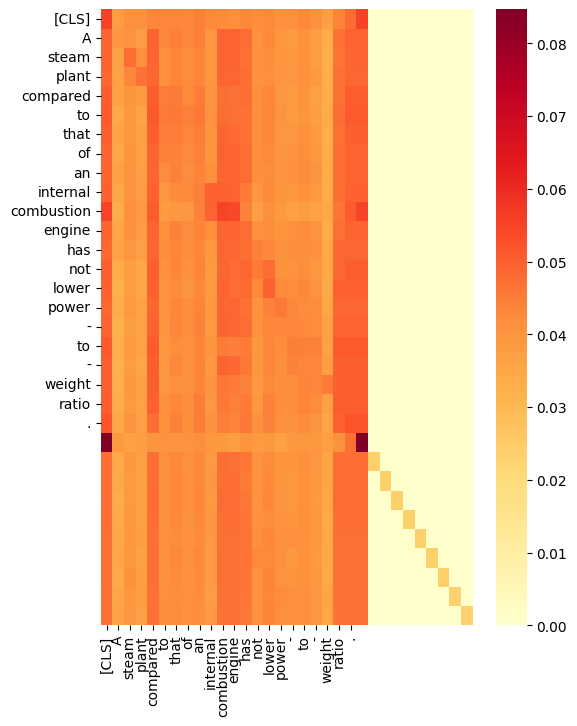 [CLS]
A
steam
plant
compared
to
that
of
an
internal
combustion
engine
has
not
lower
power
-
to
-
weight
ratio
.
0.08
0.07
0.06
0.05
0.04
0.03
0.02
0.01
0.00
[CLS]
A
steam
plant
compared
to
that
of
an
internal
combustion
engine
has
not
lower
power
-
to
-
weight
ratio
.